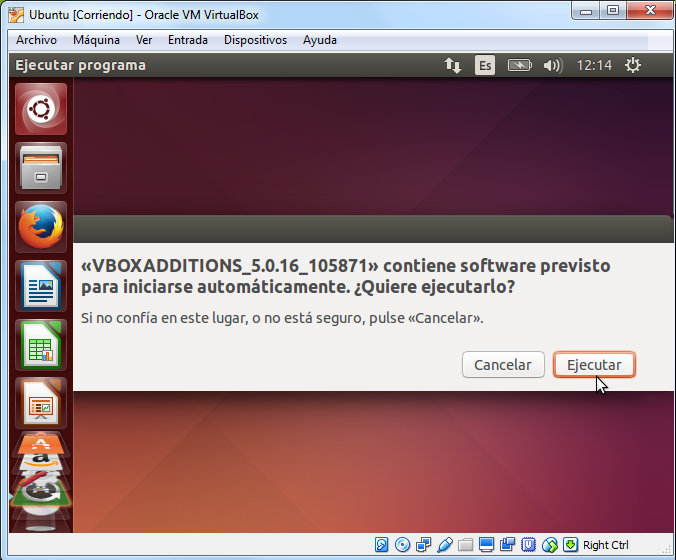 Ubuntu [Corriendo] - Oracle VM VirtualBox
Archivo Máquina Ver Entrada Dispositivos Ayuda
Ejecutar programa Es 12:14
«VBOXADDITIONS_5.0.16_105871» contiene software previsto
para iniciarse automáticamente. ¿Quiere ejecutarlo?
Si no confía en este lugar, o no está seguro, pulse «Cancelar».
Cancelar Ejecutar
Right Ctrl